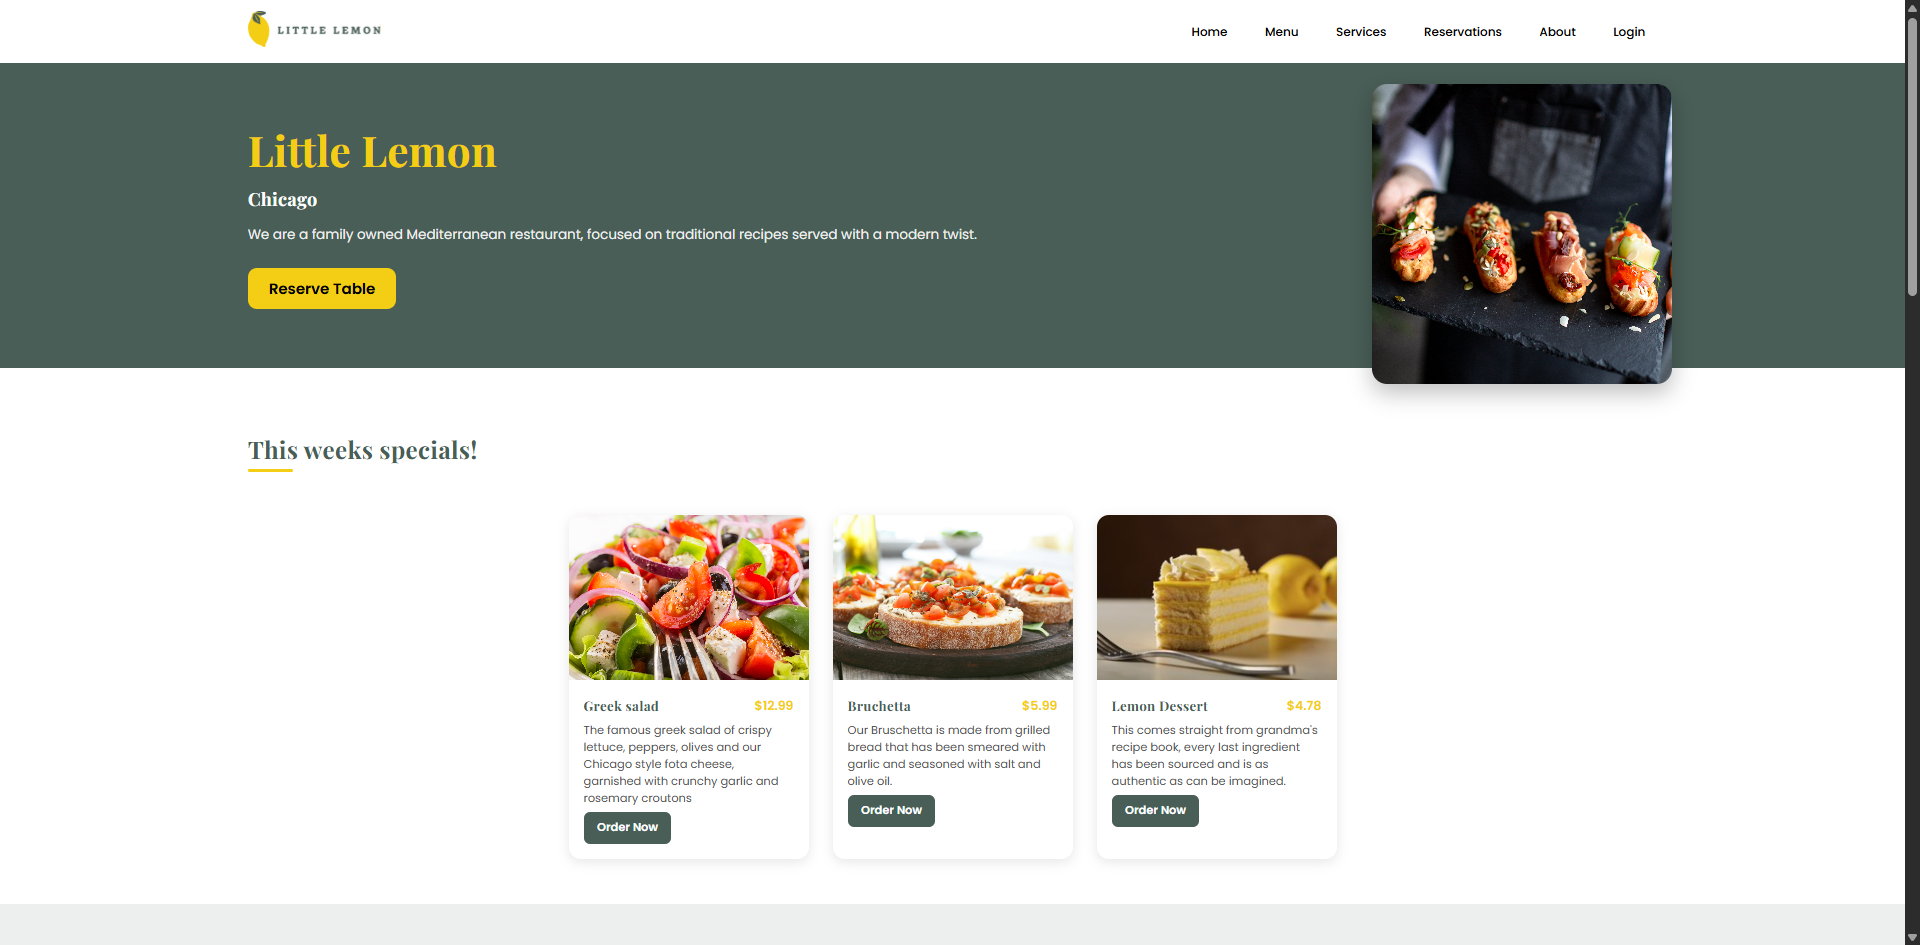 LITTLE LEMON
Home Menu Services Reservations About Login
Little Lemon
Chicago
We are a family owned Mediterranean restaurant, focused on traditional recipes served with a modern twist.
Reserve Table
This weeks specials!
Greek salad $12.99
The famous greek salad of crispy
lettuce, peppers, olives and our
Chicago style fota cheese,
garnished with crunchy garlic and
rosemary croutons
Order Now
Bruchetta $5.99
Our Bruschetta is made from grilled
bread that has been smeared with
garlic and seasoned with salt and
olive oil.
Order Now
Lemon Dessert $4.78
This comes straight from grandma's
recipe book, every last ingredient
has been sourced and is as
authentic as can be imagined.
Order Now